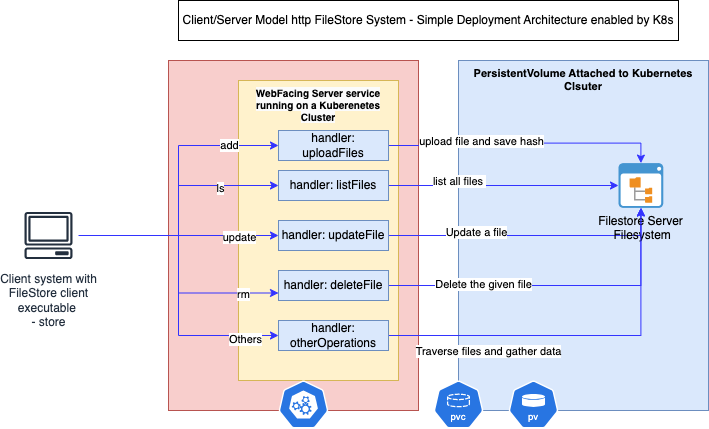 Client/Server Model http FileStore System - Simple Deployment Architecture enabled by K8s
WebFacing Server service
running on a Kuberenetes
Cluster
PersistentVolume Attached to Kubernetes
Clsuter
add
handler:
uploadFiles
upload file and save hash
ls
handler: listFiles
list all files
update
handler: updateFile
Update a file
Filestore Server
Filesystem
rm
handler: deleteFile
Delete the given file
Others
handler:
otherOperations
Traverse files and gather data
Client system with
FileStore client
executable
- store
pvc
pv